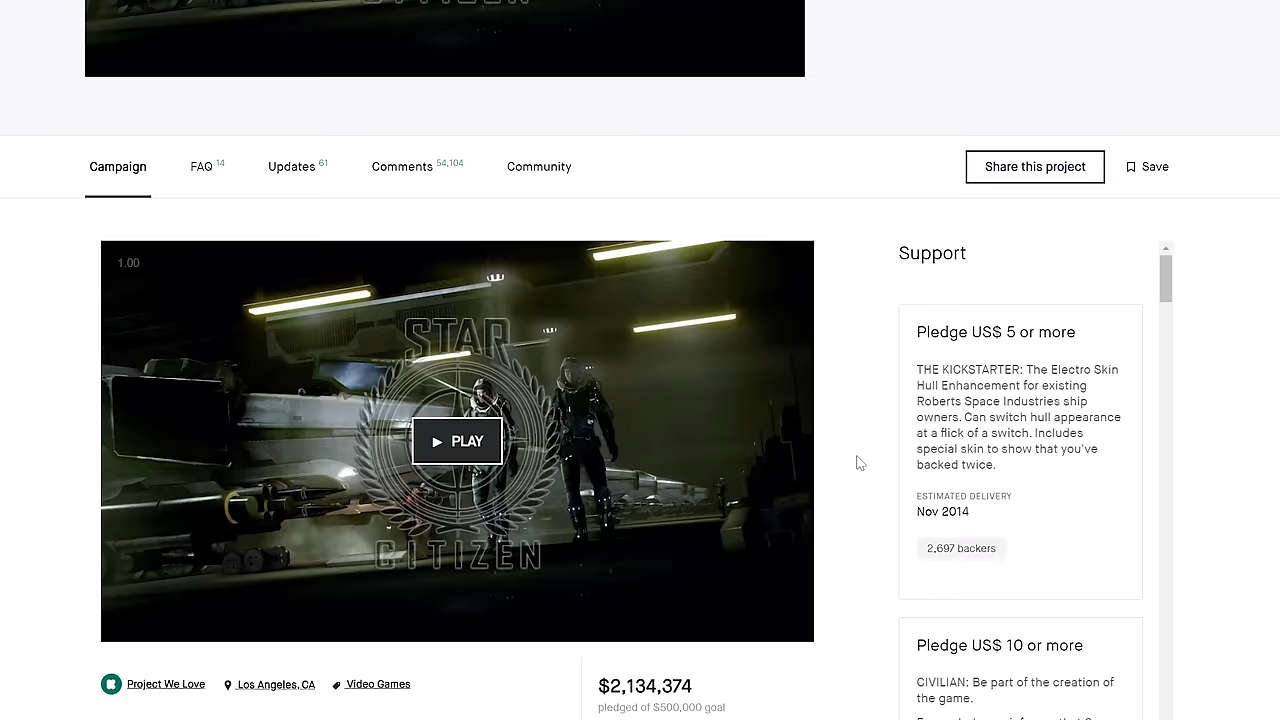 CITIZEN
Campaign
FAQ 14
Updates 61
Comments 54,104
Community
Share this project
Save
1.00
STAR
PLAY
CITIZEN
Support
Pledge US$ 5 or more
THE KICKSTARTER: The Electro Skin
Hull Enhancement for existing
Roberts Space Industries ship
owners. Can switch hull appearance
at a flick of a switch. Includes
special skin to show that you've
backed twice.
ESTIMATED DELIVERY
Nov 2014
2,697 backers
Pledge US$ 10 or more
CIVILIAN: Be part of the creation of
the game.
Project We Love
Los Angeles, CA
Video Games
$2,134,374
pledged of $500,000 goal